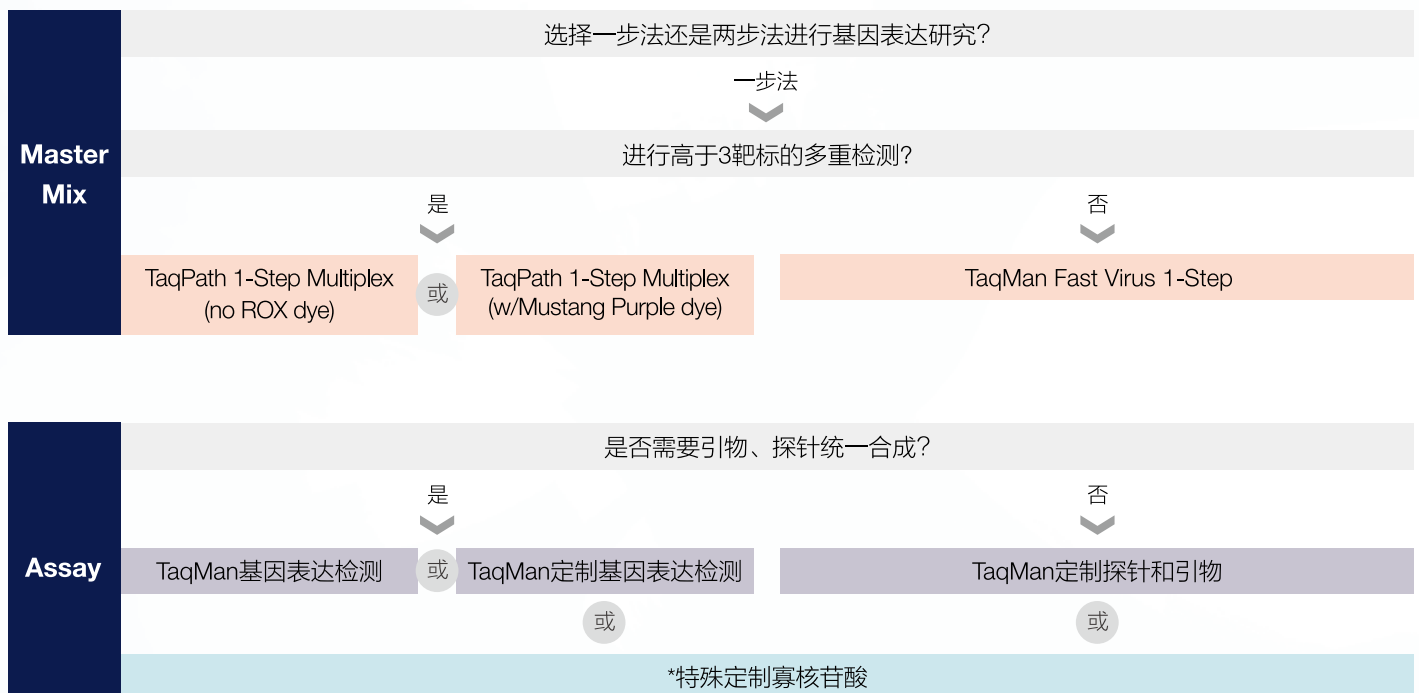 选择一步法还是两步法进行基因表达研究?
一步法
Master
Mix
进行高于3靶标的多重检测?
是
否
TaqPath 1-Step Multiplex
(no ROX dye)
或
TaqPath 1-Step Multiplex
(w/Mustang Purple dye)
TaqMan Fast Virus 1-Step
是否需要引物、探针统一合成?
是
否
Assay
TaqMan基因表达检测
或
TaqMan定制基因表达检测
TaqMan定制探针和引物
或
或
*特殊定制寡核苷酸